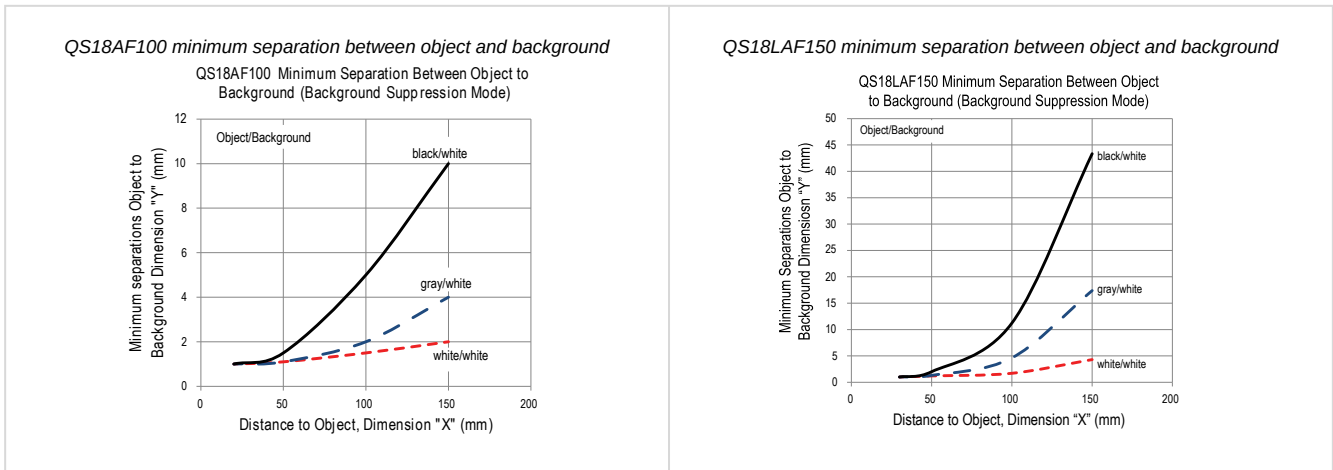 QS18AF100 minimum separation between object and background
QS18AF100 Minimum Separation Between Object to
Background (Background Suppression Mode)
12
10
8
6
4
2
0
Minimum separations Object to
Background Dimension "Y" (mm)
Object/Background
black/white
gray/white
white/white
0
50
100
150
200
Distance to Object, Dimension "X" (mm)
QS18LAF150 minimum separation between object and background
QS18LAF150 Minimum Separation Between Object
to Background (Background Suppression Mode)
50
45
40
35
30
25
20
15
10
5
0
Minimum Separations Object to
Background Dimensiosn “Y” (mm)
Object/Background
black/white
gray/white
white/white
0
50
100
150
200
Distance to Object, Dimension “X” (mm)